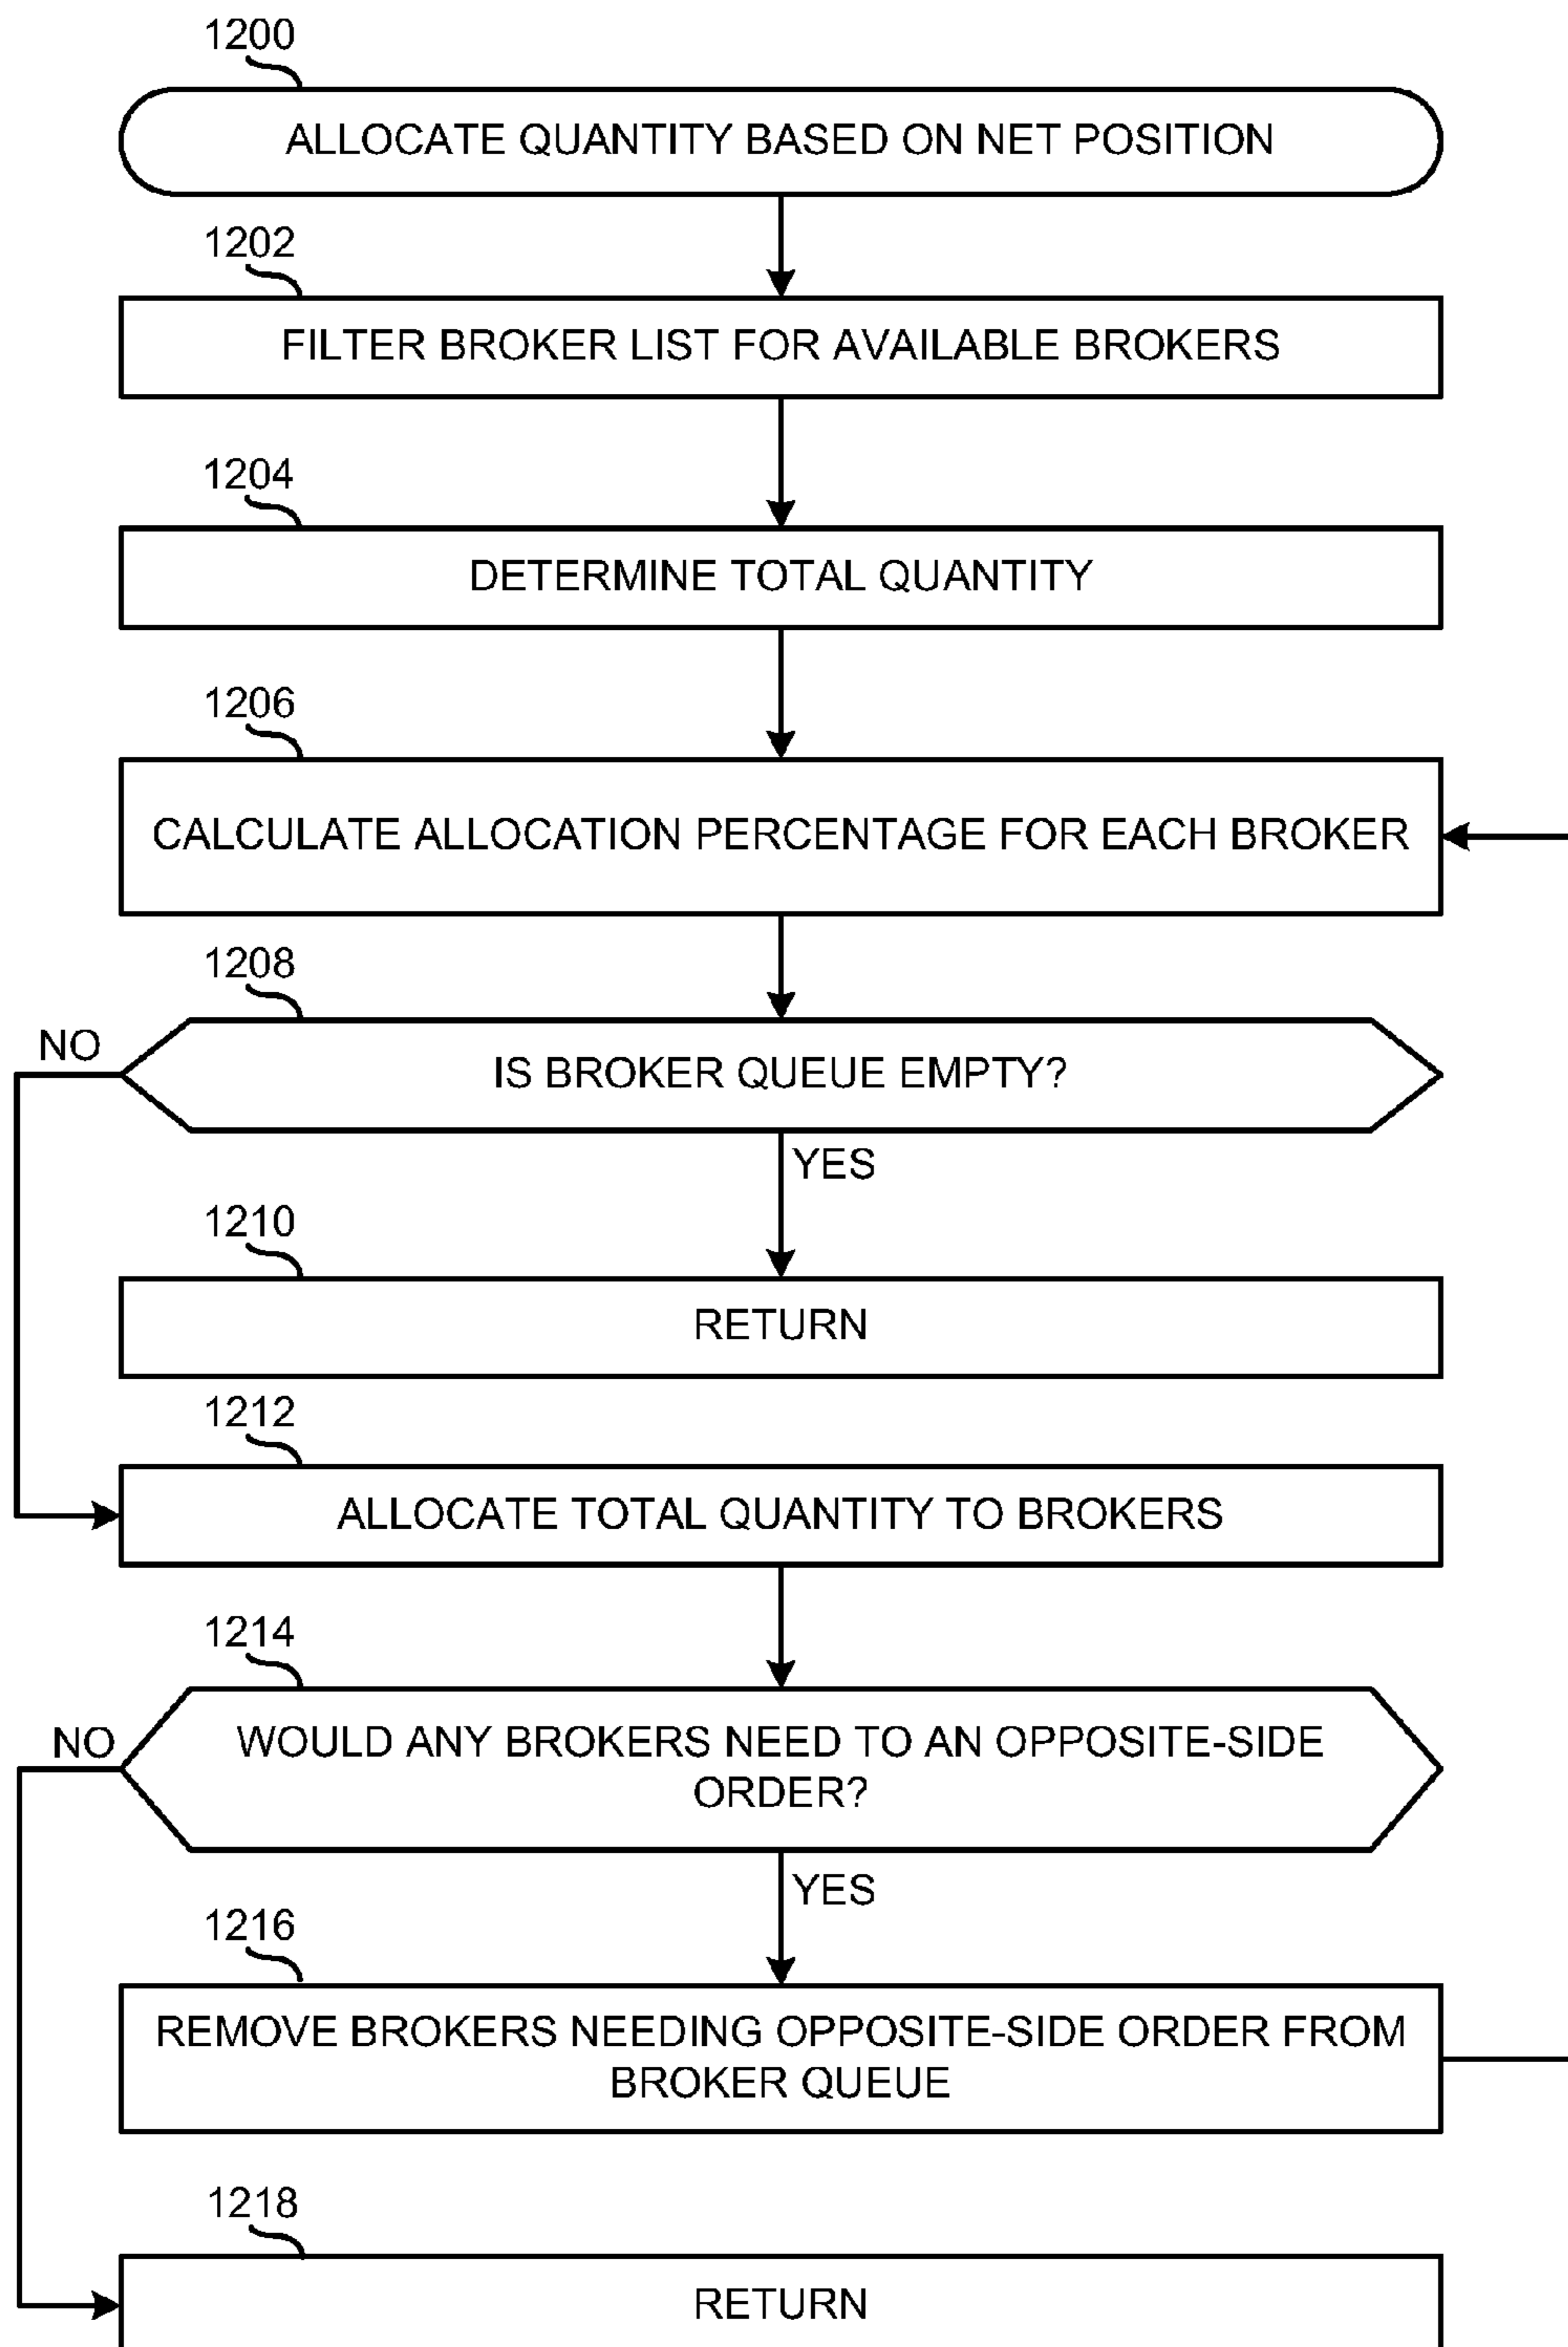 1200
ALLOCATE QUANTITY BASED ON NET POSITION
1202
FILTER BROKER LIST FOR AVAILABLE BROKERS
1204
DETERMINE TOTAL QUANTITY
1206
CALCULATE ALLOCATION PERCENTAGE FOR EACH BROKER
1208
NO
IS BROKER QUEUE EMPTY?
YES
1210
RETURN
1212
ALLOCATE TOTAL QUANTITY TO BROKERS
1214
NO
WOULD ANY BROKERS NEED TO AN OPPOSITE-SIDE
ORDER?
YES
1216
REMOVE BROKERS NEEDING OPPOSITE-SIDE ORDER FROM
BROKER QUEUE
1218
RETURN